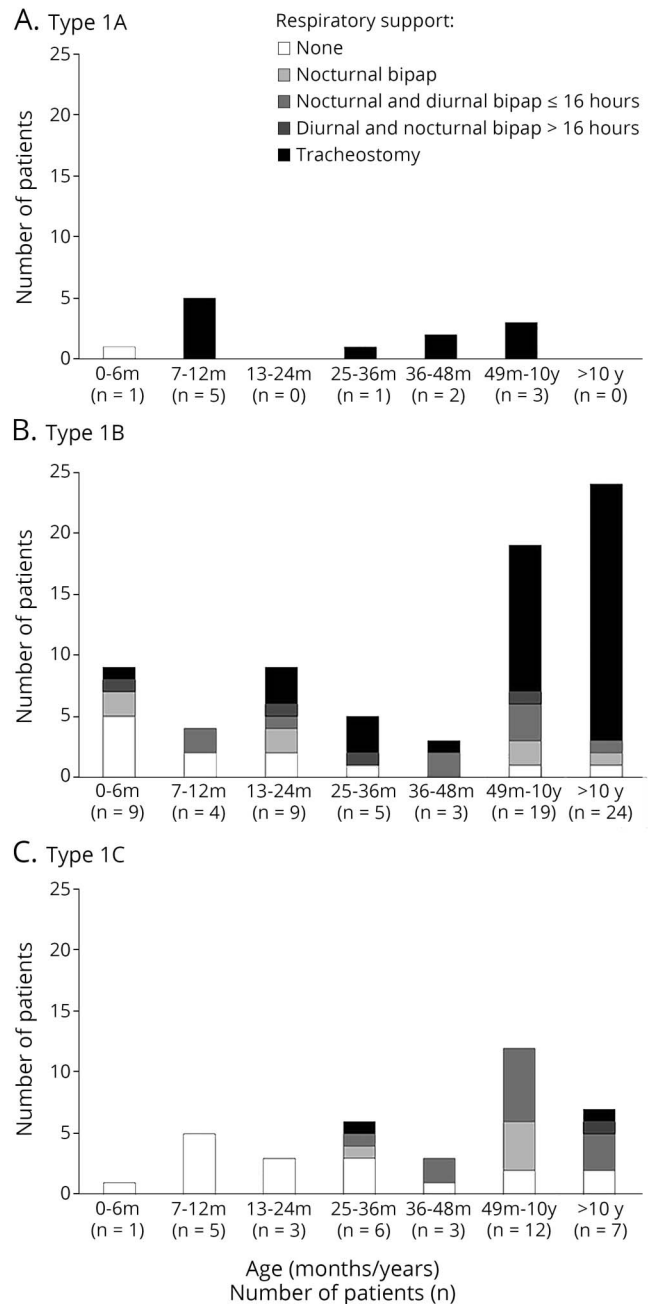 A. Type 1A
Respiratory support:
None
Nocturnal bipap
Nocturnal and diurnal bipap ≤ 16 hours
Diurnal and nocturnal bipap > 16 hours
Tracheostomy
Number of patients
25
20
15
10
5
0
0-6m 7-12m 13-24m 25-36m 36-48m 49m-10y >10 y
(n = 1) (n = 5) (n = 0) (n = 1) (n = 2) (n = 3) (n = 0)
B. Type 1B
Number of patients
25
20
15
10
5
0
0-6m 7-12m 13-24m 25-36m 36-48m 49m-10y >10 y
(n = 9) (n = 4) (n = 9) (n = 5) (n = 3) (n = 19) (n = 24)
C. Type 1C
Number of patients
25
20
15
10
5
0
0-6m 7-12m 13-24m 25-36m 36-48m 49m-10y >10 y
(n = 1) (n = 5) (n = 3) (n = 6) (n = 3) (n = 12) (n = 7)
Age (months/years)
Number of patients (n)